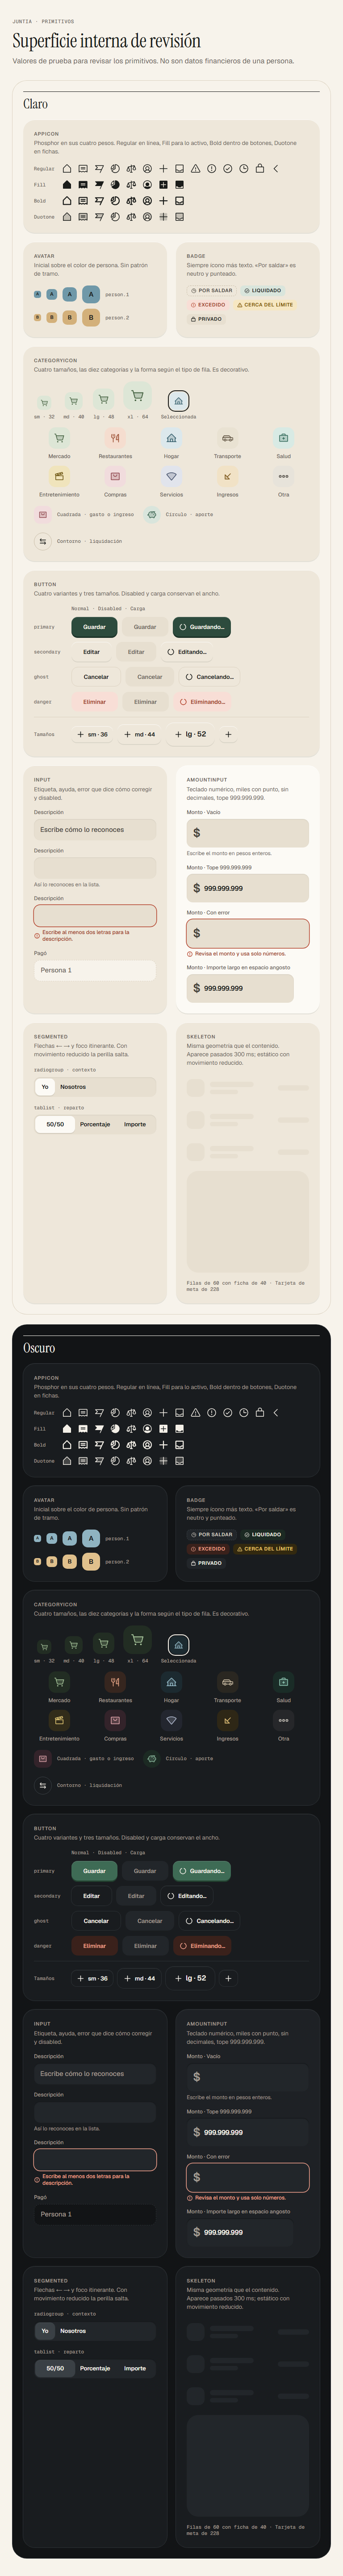 JUNTIA · PRIMITIVOS
Superficie interna de revisión
Valores de prueba para revisar los primitivos. No son datos financieros de una persona.
Claro
APPICON
Phosphor en sus cuatro pesos. Regular en línea, Fill para lo activo, Bold dentro de botones, Duotone
en fichas.
Regular
Fill
Bold
Duotone
AVATAR
Inicial sobre el color de persona. Sin patrón
de tramo.
A A A A person.1
B B B B person.2
BADGE
Siempre icono más texto. «Por saldar» es
neutro y punteado.
POR SALDAR LIQUIDADO
EXCEDIDO CERCA DEL LÍMITE
PRIVADO
CATEGORYICON
Cuatro tamaños, las diez categorías y la forma según el tipo de fila. Es decorativo.
sm · 32 md · 40 lg · 48 xl · 64 Seleccionada
Mercado Restaurantes Hogar Transporte Salud
Entretenimiento Compras Servicios Ingresos Otra
Cuadrada · gasto o ingreso Círculo · aporte
Contorno · liquidación
BUTTON
Cuatro variantes y tres tamaños. Disabled y carga conservan el ancho.
Normal · Disabled · Carga
primary Guardar Guardar Guardando…
secondary Editar Editar Editando…
ghost Cancelar Cancelar Cancelando…
danger Eliminar Eliminar Eliminando…
Tamaños sm · 36 md · 44 lg · 52
INPUT
Etiqueta, ayuda, error que dice cómo corregir
y disabled.
Descripción
Escribe cómo lo reconoces
Descripción
Así lo reconoces en la lista.
Descripción
Escribe al menos dos letras para la
descripción.
Pagó
Persona 1
AMOUNTINPUT
Teclado numérico, miles con punto, sin
decimales, tope 999.999.999.
Monto · Vacío
$
Escribe el monto en pesos enteros.
Monto · Tope 999.999.999
$ 999.999.999
Monto · Con error
$
Revisa el monto y usa solo números.
Monto · Importe largo en espacio angosto
$ 999.999.999
SEGMENTED
Flechas ←→ y foco itinerante. Con
movimiento reducido la perilla salta.
radiogroup · contexto
Yo Nosotros
tablist · reparto
50/50 Porcentaje Importe
SKELETON
Misma geometría que el contenido.
Aparece pasados 300 ms; estático con
movimiento reducido.
Filas de 60 con ficha de 40 · Tarjeta de
meta de 228
Oscuro
APPICON
Phosphor en sus cuatro pesos. Regular en línea, Fill para lo activo, Bold dentro de botones, Duotone
en fichas.
Regular
Fill
Bold
Duotone
AVATAR
Inicial sobre el color de persona. Sin patrón
de tramo.
A A A A person.1
B B B B person.2
BADGE
Siempre icono más texto. «Por saldar» es
neutro y punteado.
POR SALDAR LIQUIDADO
EXCEDIDO CERCA DEL LÍMITE
PRIVADO
CATEGORYICON
Cuatro tamaños, las diez categorías y la forma según el tipo de fila. Es decorativo.
sm · 32 md · 40 lg · 48 xl · 64 Seleccionada
Mercado Restaurantes Hogar Transporte Salud
Entretenimiento Compras Servicios Ingresos Otra
Cuadrada · gasto o ingreso Círculo · aporte
Contorno · liquidación
BUTTON
Cuatro variantes y tres tamaños. Disabled y carga conservan el ancho.
Normal · Disabled · Carga
primary Guardar Guardar Guardando…
secondary Editar Editar Editando…
ghost Cancelar Cancelar Cancelando…
danger Eliminar Eliminar Eliminando…
Tamaños sm · 36 md · 44 lg · 52
INPUT
Etiqueta, ayuda, error que dice cómo corregir
y disabled.
Descripción
Escribe cómo lo reconoces
Descripción
Así lo reconoces en la lista.
Descripción
Escribe al menos dos letras para la
descripción.
Pagó
Persona 1
AMOUNTINPUT
Teclado numérico, miles con punto, sin
decimales, tope 999.999.999.
Monto · Vacío
$
Escribe el monto en pesos enteros.
Monto · Tope 999.999.999
$ 999.999.999
Monto · Con error
$
Revisa el monto y usa solo números.
Monto · Importe largo en espacio angosto
$ 999.999.999
SEGMENTED
Flechas ←→ y foco itinerante. Con
movimiento reducido la perilla salta.
radiogroup · contexto
Yo Nosotros
tablist · reparto
50/50 Porcentaje Importe
SKELETON
Misma geometría que el contenido.
Aparece pasados 300 ms; estático con
movimiento reducido.
Filas de 60 con ficha de 40 · Tarjeta de
meta de 228